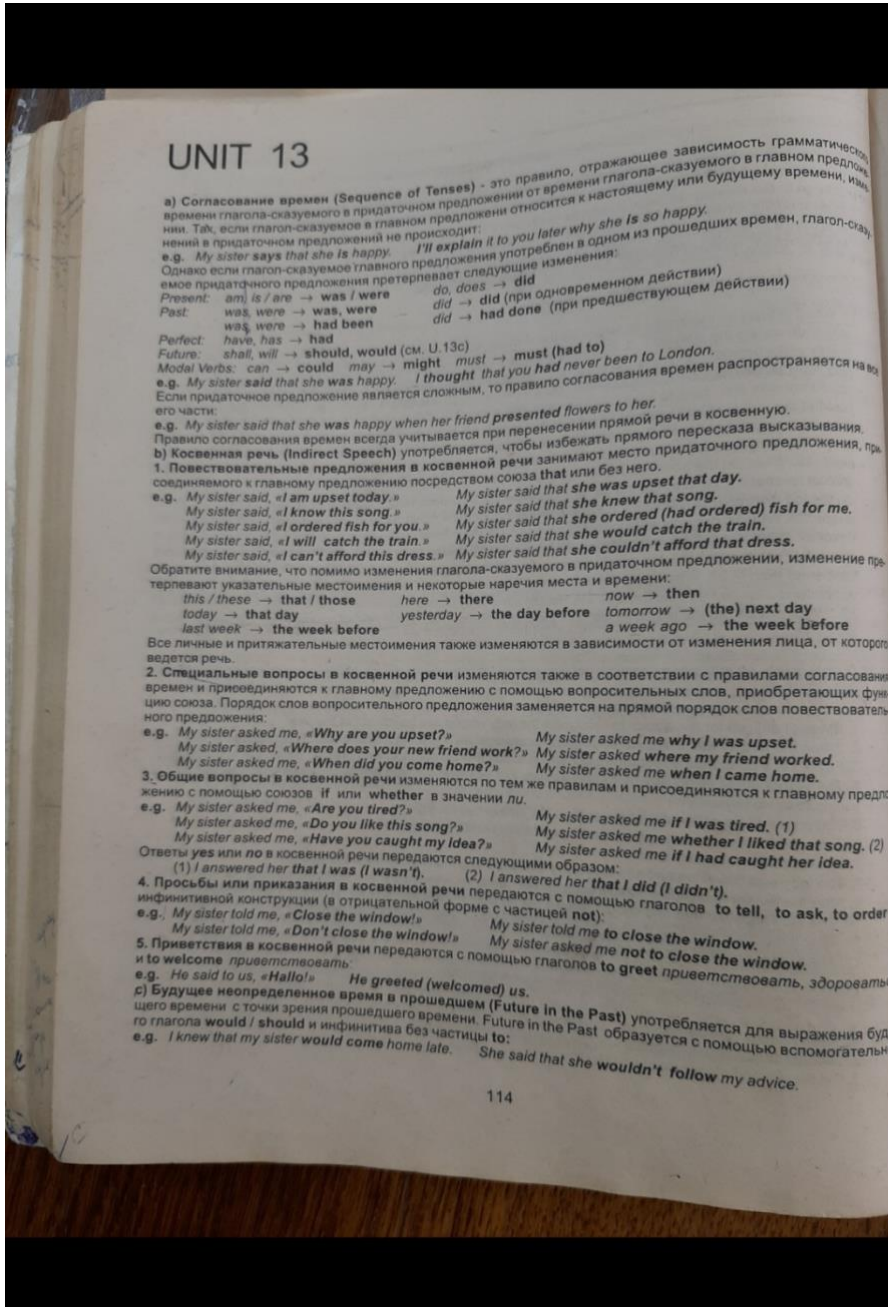 UNIT 13
a) Согласование времен (Sequence of Tenses) - это правило, отражающее зависимость грамматическо
времени глагола-сказуемого в придаточном предложении от времени глагола-сказуемого в главном предложе
нии. Так, если глагол-сказуемое в главном предложени относится к настоящему или будущему времени, изме
нений в придаточном предложений не происходит:
e.g. My sister says that she is happy. I'll explain it to you later why she is so happy.
Однако если глагол-сказуемое главного предложения употреблен в одном из прошедших времен, глагол-сказу
емое придаточного предложения претерпевает следующие изменения:
Present: am, is / are → was / were do, does → did
Past: was, were → was, were did → did (при одновременном действии)
was, were → had been did → had done (при предшествующем действии)
Perfect: have, has → had
Future: shall, will → should, would (см. U.13c)
Modal Verbs: can → could may → might must → must (had to)
e.g. My sister said that she was happy. I thought that you had never been to London.
Если придаточное предложение является сложным, то правило согласования времен распространяется на все
его части:
e.g. My sister said that she was happy when her friend presented flowers to her.
Правило согласования времен всегда учитывается при перенесении прямой речи в косвенную.
b) Косвенная речь (Indirect Speech) употребляется, чтобы избежать прямого пересказа высказывания.
1. Повествовательные предложения в косвенной речи занимают место придаточного предложения, при
соединяемого к главному предложению посредством союза that или без него.
e.g. My sister said, «I am upset today.» My sister said that she was upset that day.
My sister said, «I know this song.» My sister said that she knew that song.
My sister said, «I ordered fish for you.» My sister said that she ordered (had ordered) fish for me.
My sister said, «I will catch the train.» My sister said that she would catch the train.
My sister said, «I can't afford this dress.» My sister said that she couldn't afford that dress.
Обратите внимание, что помимо изменения глагола-сказуемого в придаточном предложении, изменение пре
терпевают указательные местоимения и некоторые наречия места и времени:
this / these → that / those here → there now → then
today → that day yesterday → the day before tomorrow → (the) next day
last week → the week before a week ago → the week before
Все личные и притяжательные местоимения также изменяются в зависимости от изменения лица, от которого
ведется речь.
2. Специальные вопросы в косвенной речи изменяются также в соответствии с правилами согласования
времен и присоединяются к главному предложению с помощью вопросительных слов, приобретающих функ
цию союза. Порядок слов вопросительного предложения заменяется на прямой порядок слов повествователь
ного предложения:
e.g. My sister asked me, «Why are you upset?» My sister asked me why I was upset.
My sister asked, «Where does your new friend work?» My sister asked where my friend worked.
My sister asked me, «When did you come home?» My sister asked me when I came home.
3. Общие вопросы в косвенной речи изменяются по тем же правилам и присоединяются к главному предло
жению с помощью союзов if или whether в значении ли.
e.g. My sister asked me, «Are you tired?» My sister asked me if I was tired. (1)
My sister asked me, «Do you like this song?» My sister asked me whether I liked that song. (2)
My sister asked me, «Have you caught my idea?» My sister asked me if I had caught her idea.
Ответы yes или no в косвенной речи передаются следующими образом:
(1) I answered her that I was (I wasn't). (2) I answered her that I did (I didn't).
4. Просьбы или приказания в косвенной речи передаются с помощью глаголов to tell, to ask, to order
инфинитивной конструкции (в отрицательной форме с частицей not):
e.g. My sister told me, «Close the window!» My sister told me to close the window.
My sister told me, «Don't close the window!» My sister asked me not to close the window.
5. Приветствия в косвенной речи передаются с помощью глаголов to greet приветствовать, здоровать
и to welcome приветствовать:
e.g. He said to us, «Hallo!» He greeted (welcomed) us.
c) Будущее неопределенное время в прошедшем (Future in the Past) употребляется для выражения буд
щего времени с точки зрения прошедшего времени. Future in the Past образуется с помощью вспомогательн
го глагола would / should и инфинитива без частицы to:
e.g. I knew that my sister would come home late. She said that she wouldn't follow my advice.
114